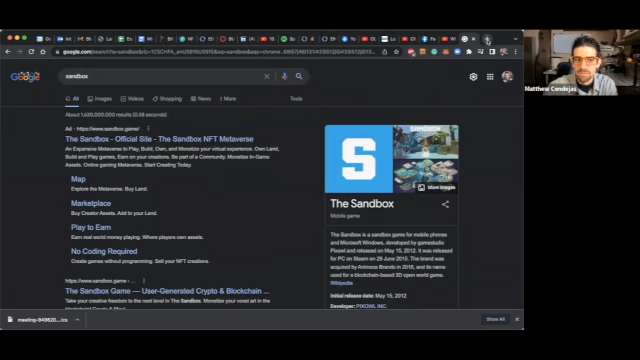 google.com/search?q=sandbox
Google
sandbox
All
Images
Videos
Shopping
News
More
Tools
About 1,630,000,000 results
Ad · https://www.sandbox.game/
The Sandbox - Official Site - The Sandbox NFT Metaverse
An Expansive Metaverse to Play, Build, Own, and Monetize your virtual experience. Own Land,
Build and Play games, Earn on your creations. Be part of a Community. Monetize In-Game
Assets. Online gaming Metaverse. Start Creating Today.
Map
Explore the Metaverse. Buy Land.
Marketplace
Buy Creator Assets. Add to your Land.
Play to Earn
Earn real world money playing. Where players own assets.
No Coding Required
Create games without programming. Sell your NFT creations.
https://www.sandbox.game
The Sandbox Game — User-Generated Crypto & Blockchain ...
Take your creative freedom to the next level in The Sandbox. Monetize your voxel art in the
S
SANDBOX
More images
The Sandbox
Mobile game
The Sandbox is a sandbox game for mobile phones
and Microsoft Windows, developed by gamestudio
Pixowl and released on May 15, 2012. It was released
for PC on Steam on 29 June 2015. The brand was
acquired by Animoca Brands in 2018, and its name
used for a blockchain-based 3D open world game.
Wikipedia
Initial release date: May 15, 2012
Developer: PIXOWL INC.
Matthew Cendejas
Show All